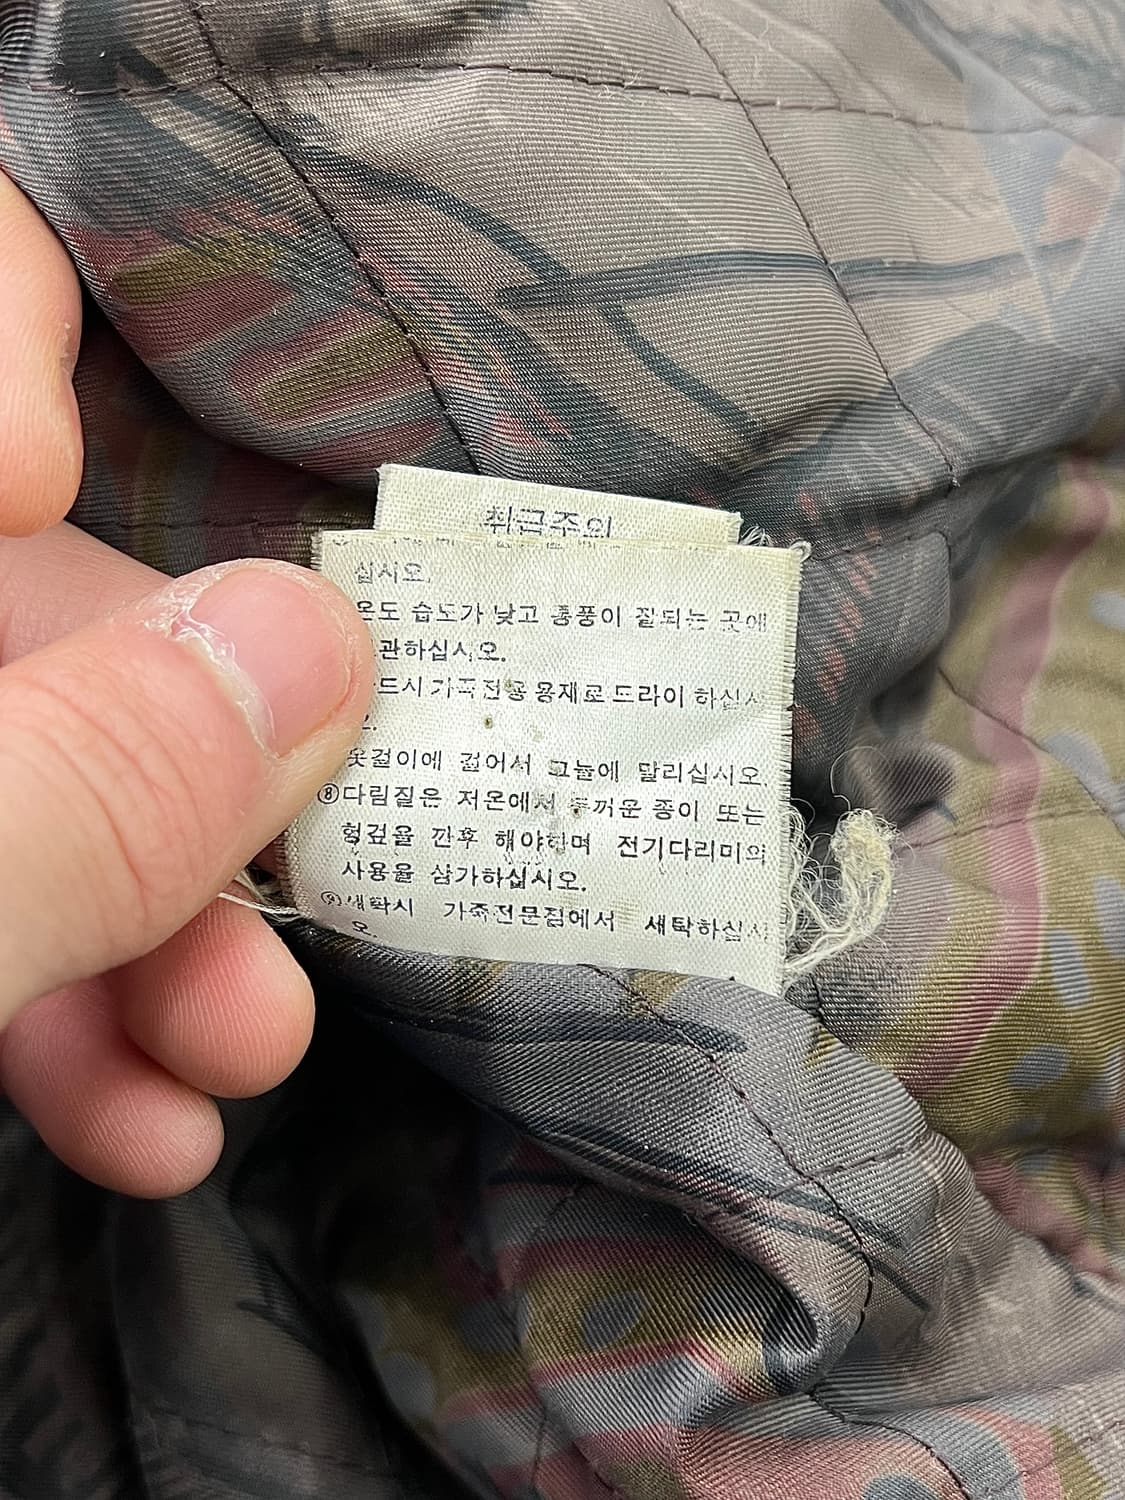 취급주의
십시오.
온도 습도가 낮고 통풍이 잘되는 곳에
관하십시오.
드시 가죽전용 용제로 드라이 하십시
오.
옷걸이에 걸어서 그늘에 말리십시오.
⑧다림질은 저온에서 두꺼운 종이 또는
헝겊을 깐후 해야하며 전기다리미의
사용을 삼가하십시오.
⑨세탁시 가죽전문점에서 세탁하십시
오.